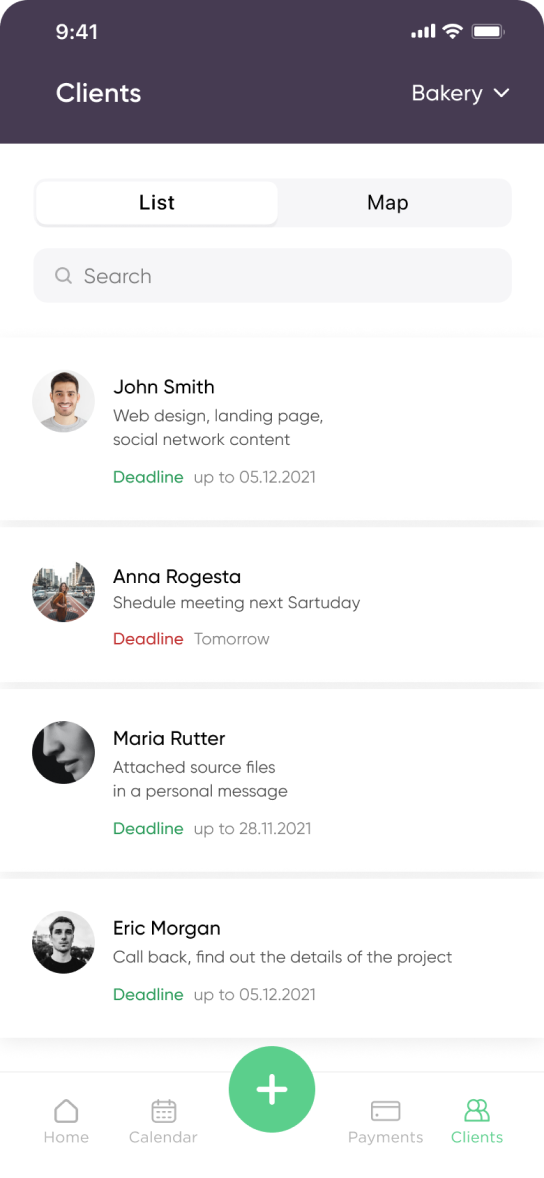 9:41
Clients
Bakery
List
Map
Search
John Smith
Web design, landing page,
social network content
Deadline up to 05.12.2021
Anna Rogesta
Shedule meeting next Sartuday
Deadline Tomorrow
Maria Rutter
Attached source files
in a personal message
Deadline up to 28.11.2021
Eric Morgan
Call back, find out the details of the project
Deadline up to 05.12.2021
Home
Calendar
Payments
Clients